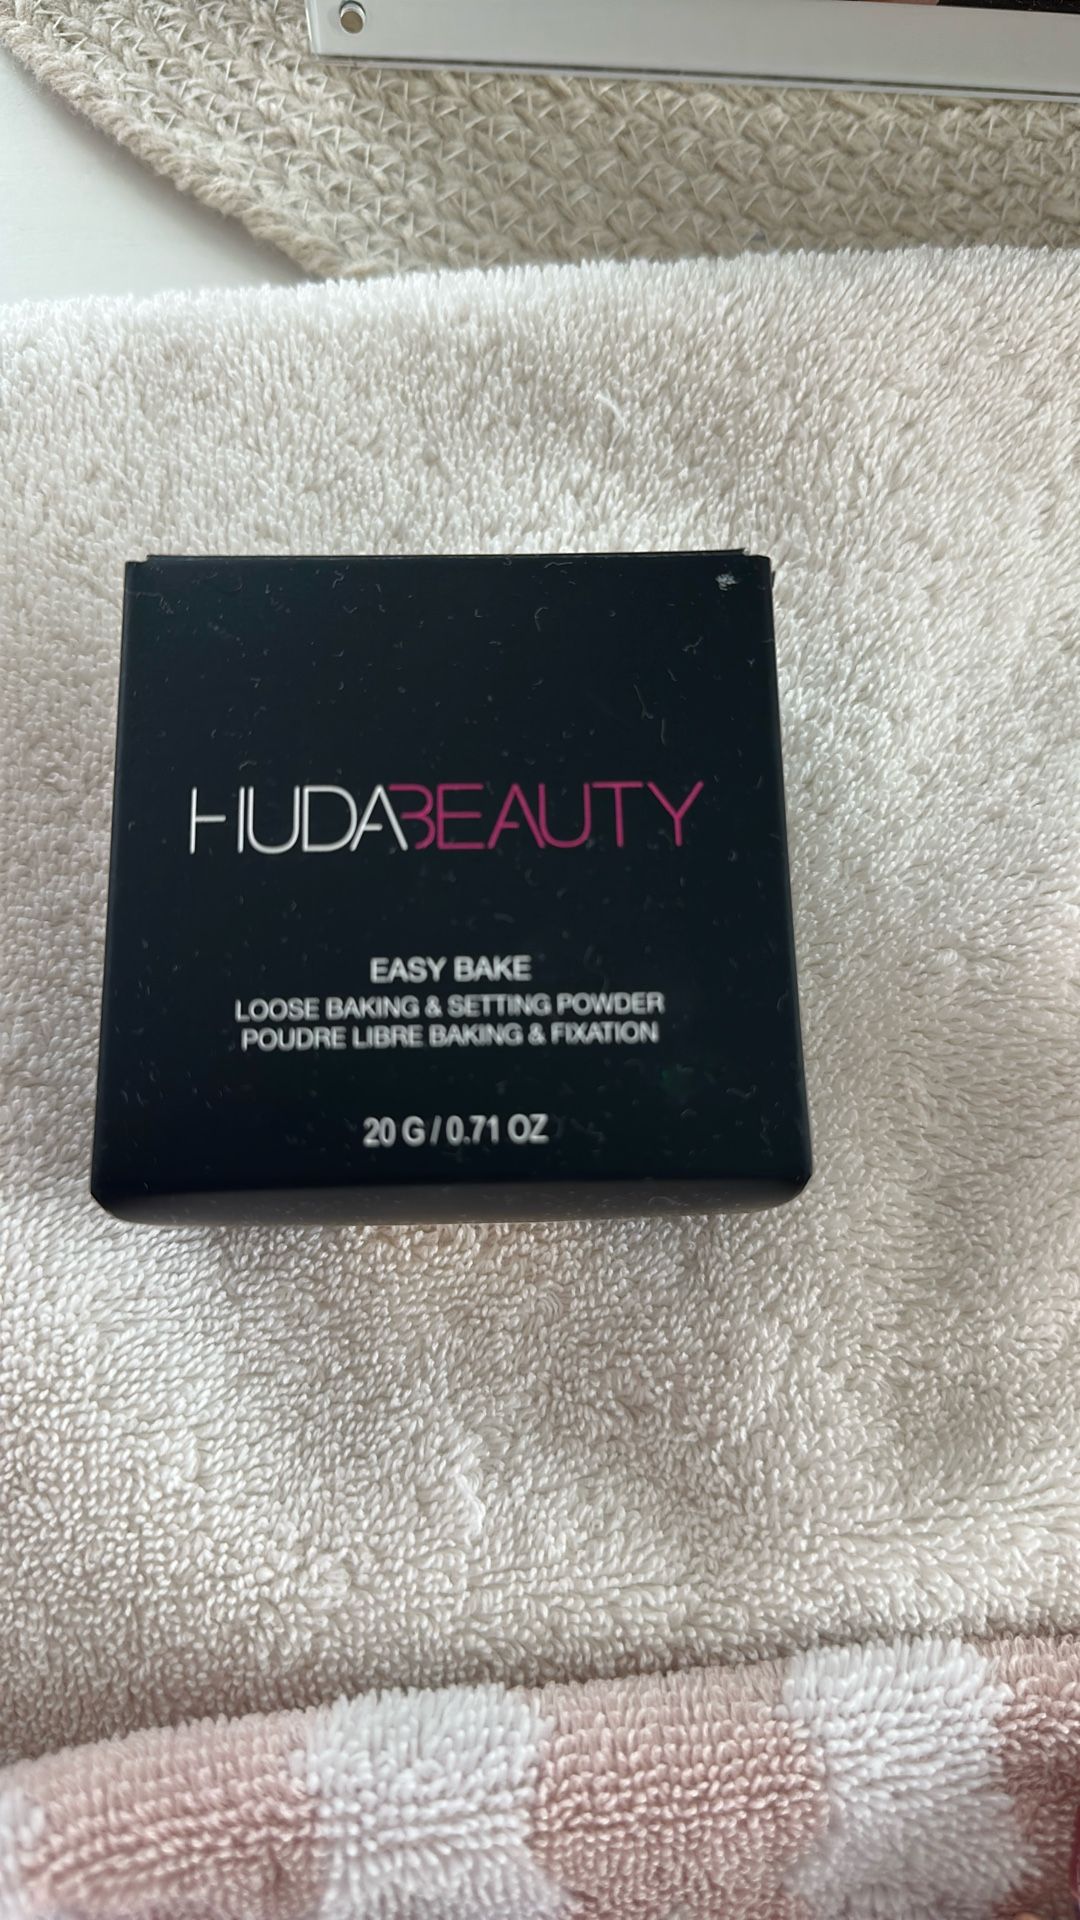 HUDABEAUTY
EASY BAKE
LOOSE BAKING & SETTING POWDER
POUDRE LIBRE BAKING & FIXATION
20 G / 0.71 OZ